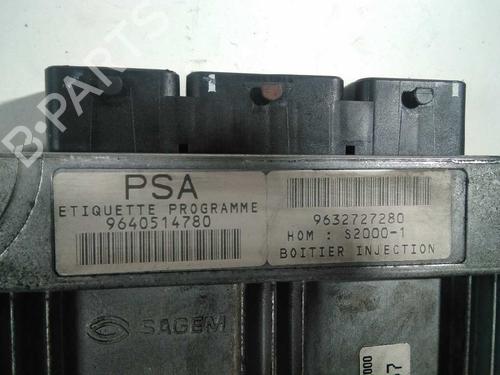 B-PARTS
PSA
ETIQUETTE PROGRAMME
9640514780
9632727280
HOM : S2000-1
BOITIER INJECTION
SAGEM